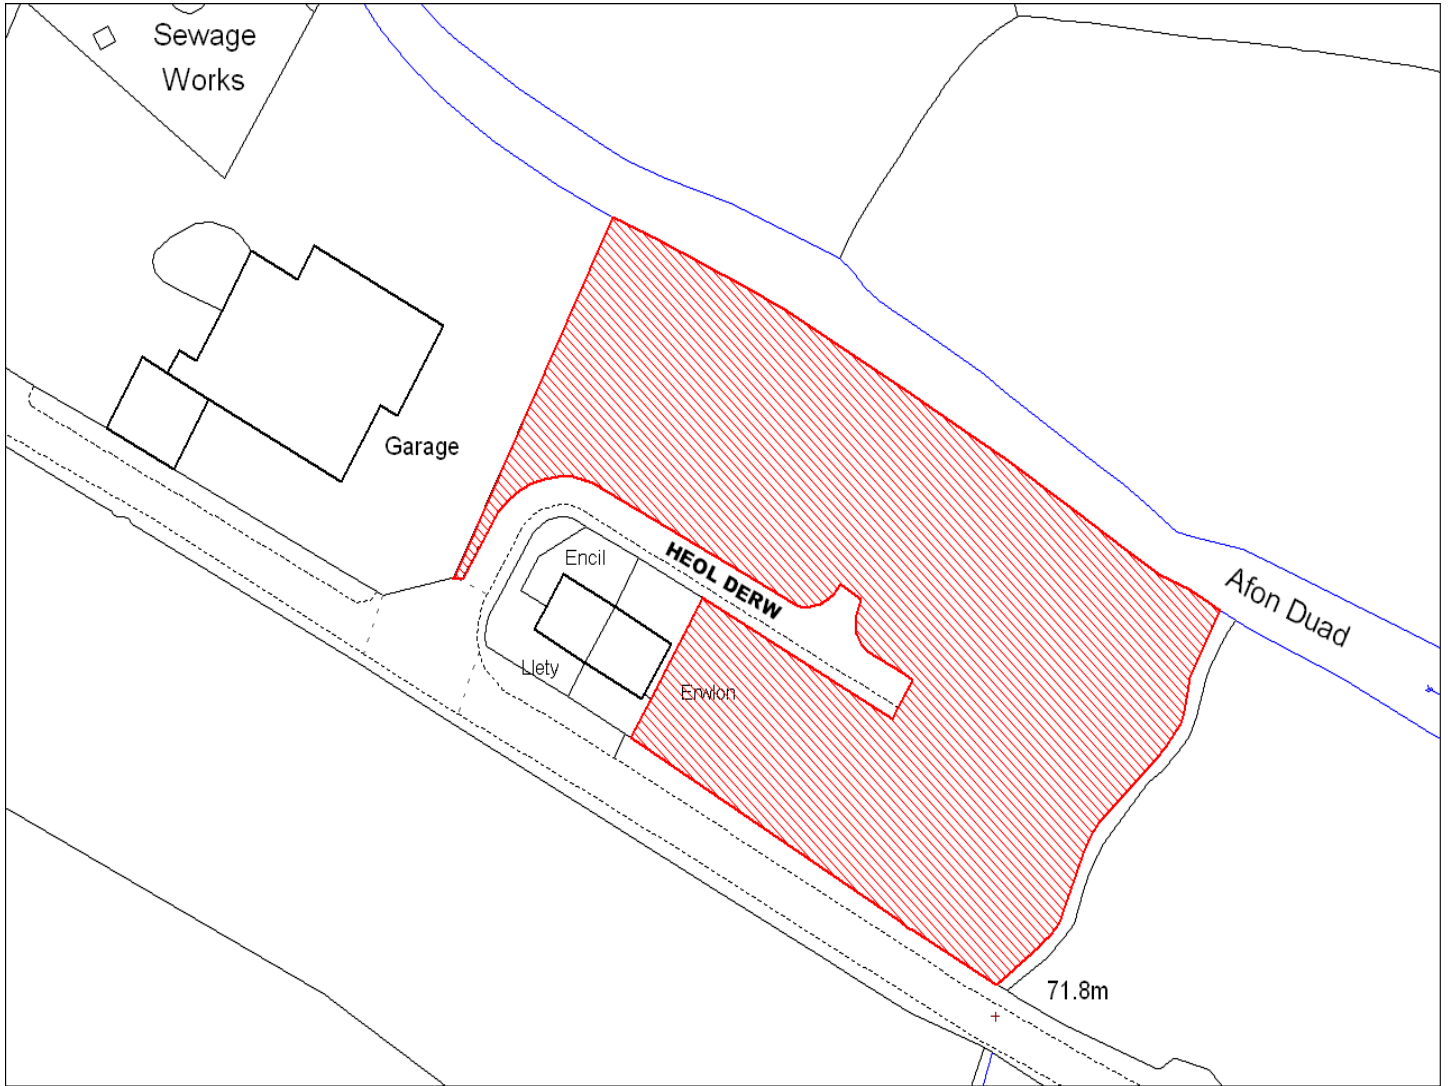 Sewage
Works
Garage
Encil
HEOL DERW
Afon Duad
Llety
Erwlon
71.8m